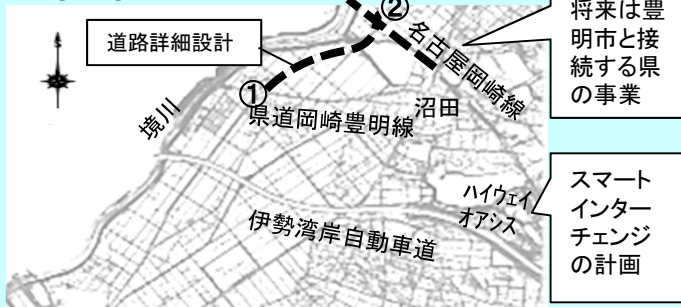 将来は豊
明市と接
続する県
の事業
②
道路詳細設計
名古屋岡崎線
①
沼田
県道岡崎豊明線
境川
スマート
インター
チェンジ
の計画
ハイウェイ
オアシス
伊勢湾岸自動車道